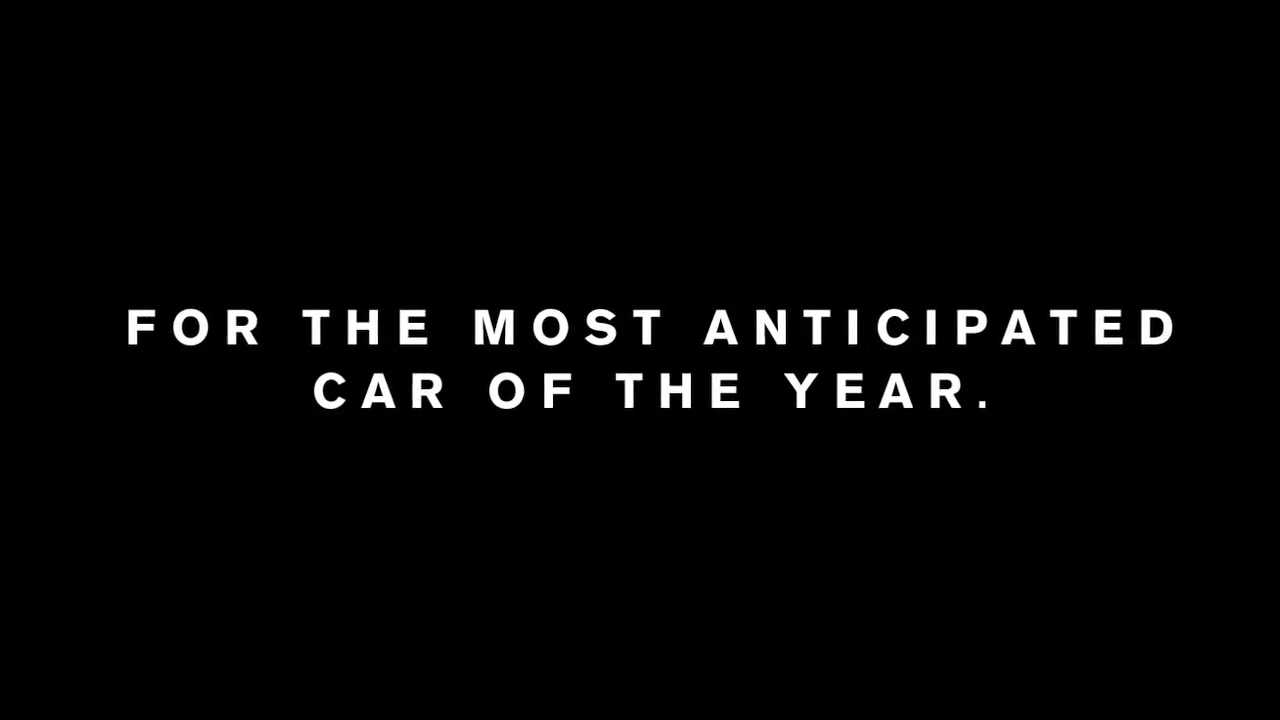 FOR THE MOST ANTICIPATED
CAR OF THE YEAR.